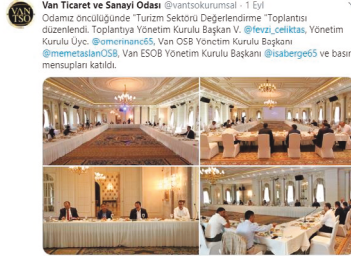 VAN
TSO
Van Ticaret ve Sanayi Odası @vantsokurumsal · 1 Eyl
Odamız öncülüğünde "Turizm Sektörü Değerlendirme "Toplantısı
düzenlendi. Toplantıya Yönetim Kurulu Başkan V. @fevzi_celiktas, Yönetim
Kurulu Üye. @omerinanc65, Van OSB Yönetim Kurulu Başkanı
@memetaslanOSB, Van ESOB Yönetim Kurulu Başkanı @isaberge65 ve basın
mensupları katıldı.